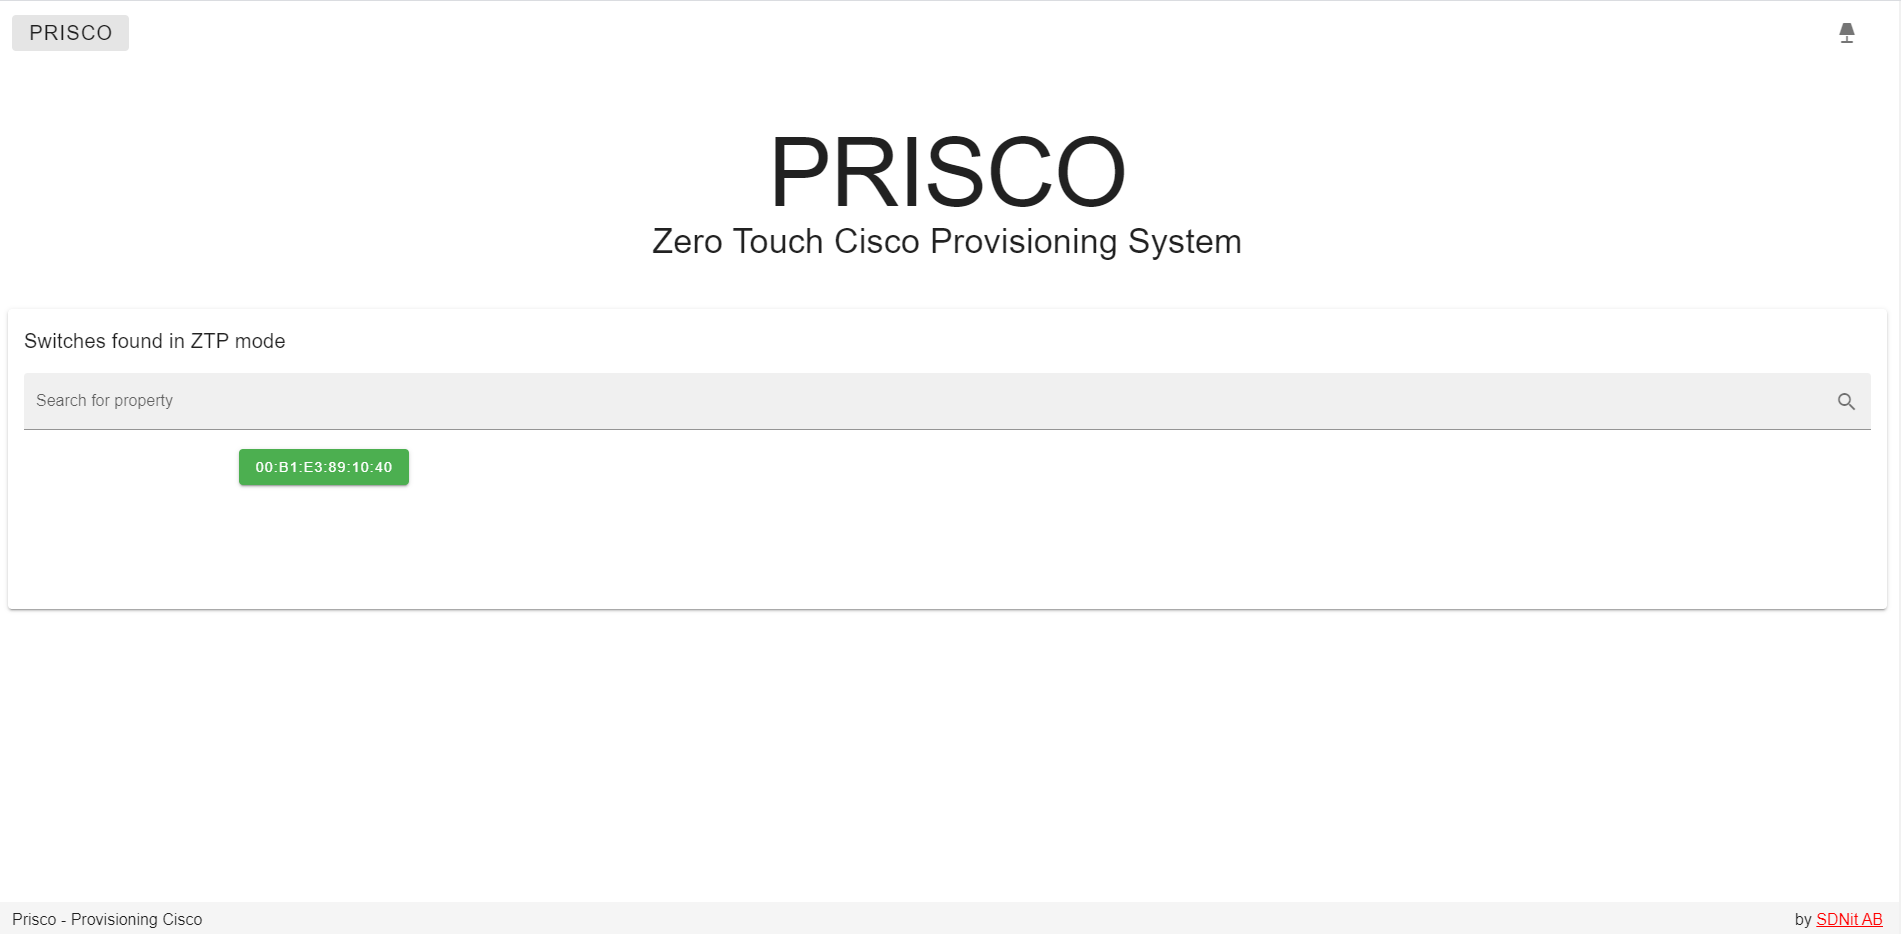 PRISCO
PRISCO
Zero Touch Cisco Provisioning System
Switches found in ZTP mode
Search for property
00:B1:E3:89:10:40
Prisco - Provisioning Cisco
by SDNit AB